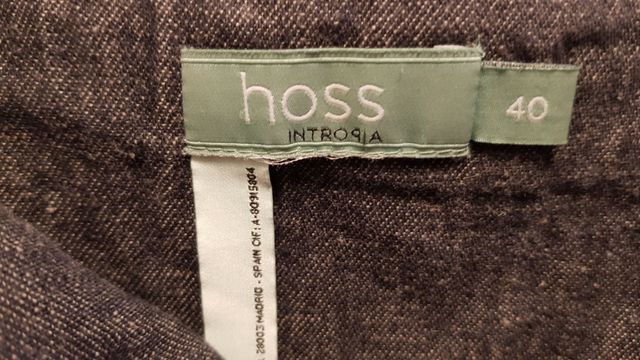 hoss
INTROPIA
40
28003 MADRID - SPAIN CIF: A-80915804